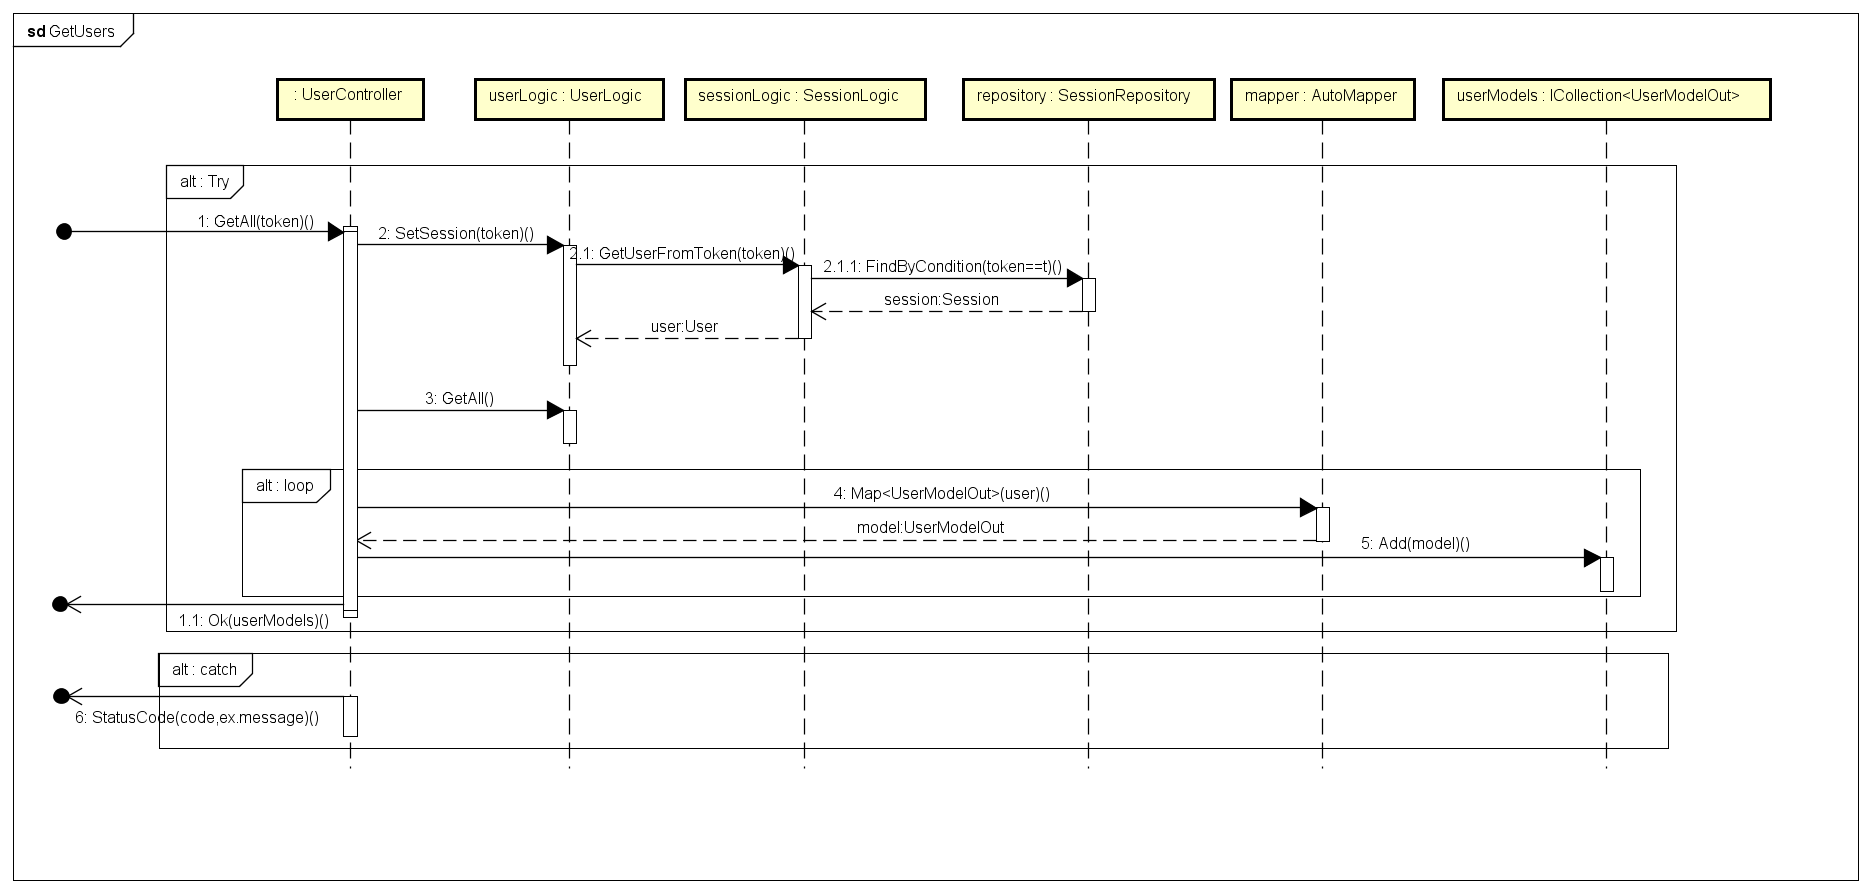 sd GetUsers
: UserController
userLogic : UserLogic
sessionLogic : SessionLogic
repository : SessionRepository
mapper : AutoMapper
userModels : ICollection<UserModelOut>
alt : Try
1: GetAll(token)()
2: SetSession(token)()
2.1: GetUserFromToken(token)()
2.1.1: FindByCondition(token==t)()
session:Session
user:User
3: GetAll()
alt : loop
4: Map<UserModelOut>(user)()
model:UserModelOut
5: Add(model)()
1.1: Ok(userModels)()
alt : catch
6: StatusCode(code,ex.message)()